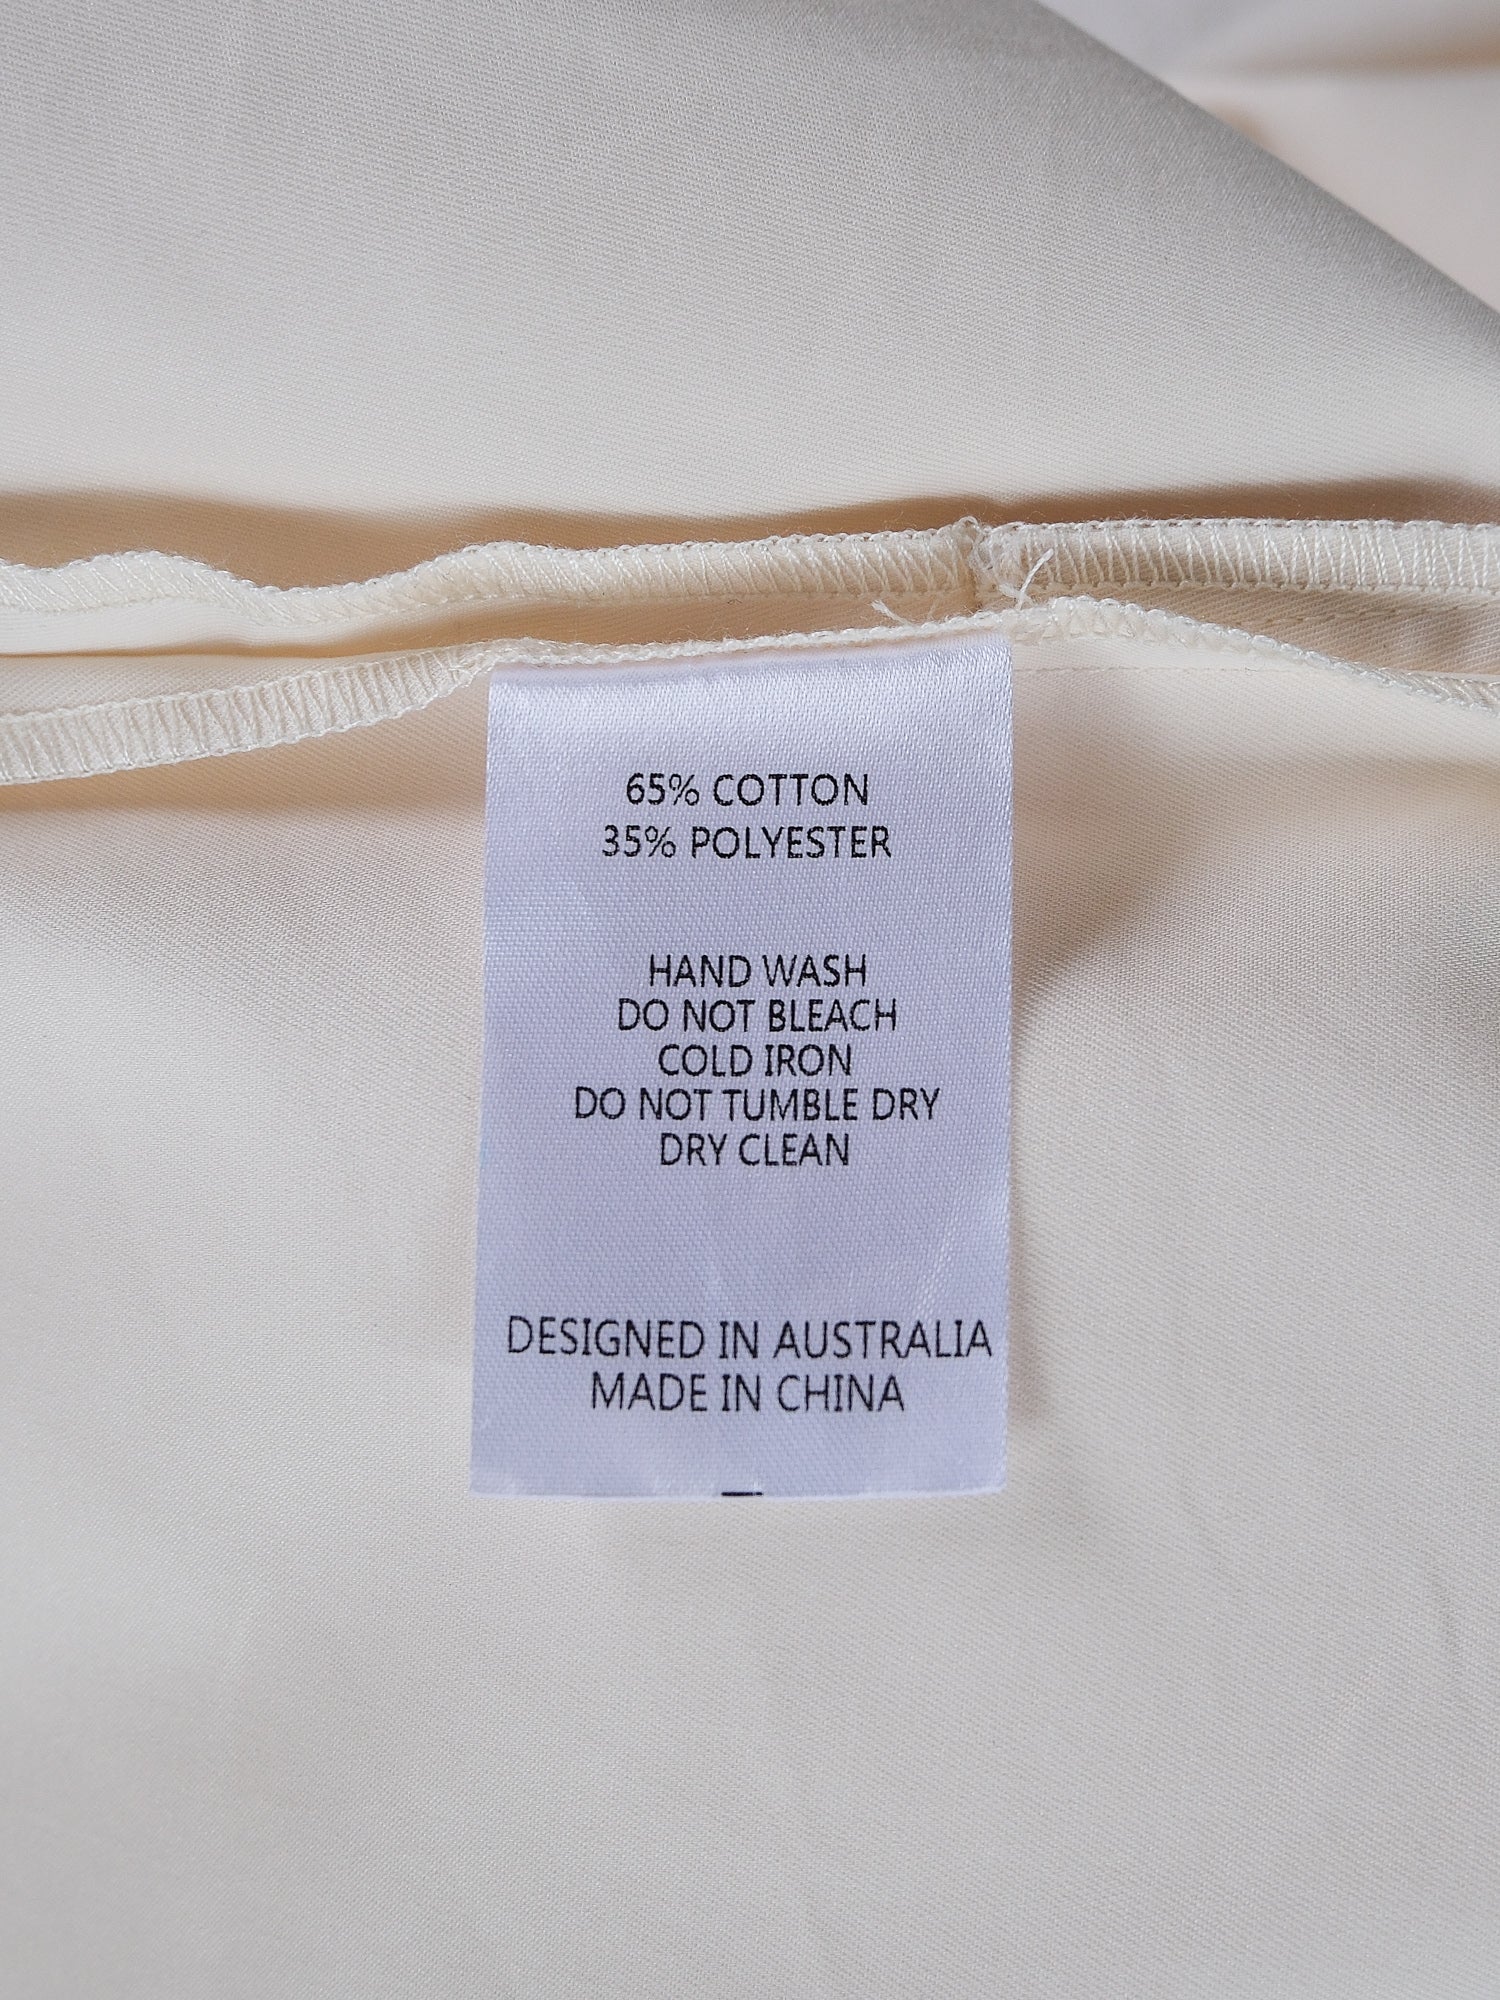 65% COTTON
35% POLYESTER
HAND WASH
DO NOT BLEACH
COLD IRON
DO NOT TUMBLE DRY
DRY CLEAN
DESIGNED IN AUSTRALIA
MADE IN CHINA